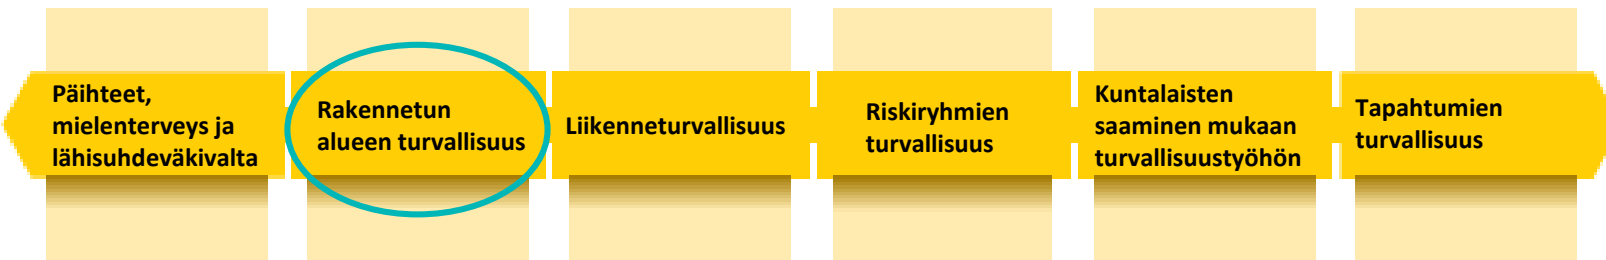 Päihteet,
mielenterveys ja
lähisuhdeväkivalta
Rakennetun
alueen turvallisuus
Liikenneturvallisuus
Riskiryhmien
turvallisuus
Kuntalaisten
saaminen mukaan
turvallisuustyöhön
Tapahtumien
turvallisuus